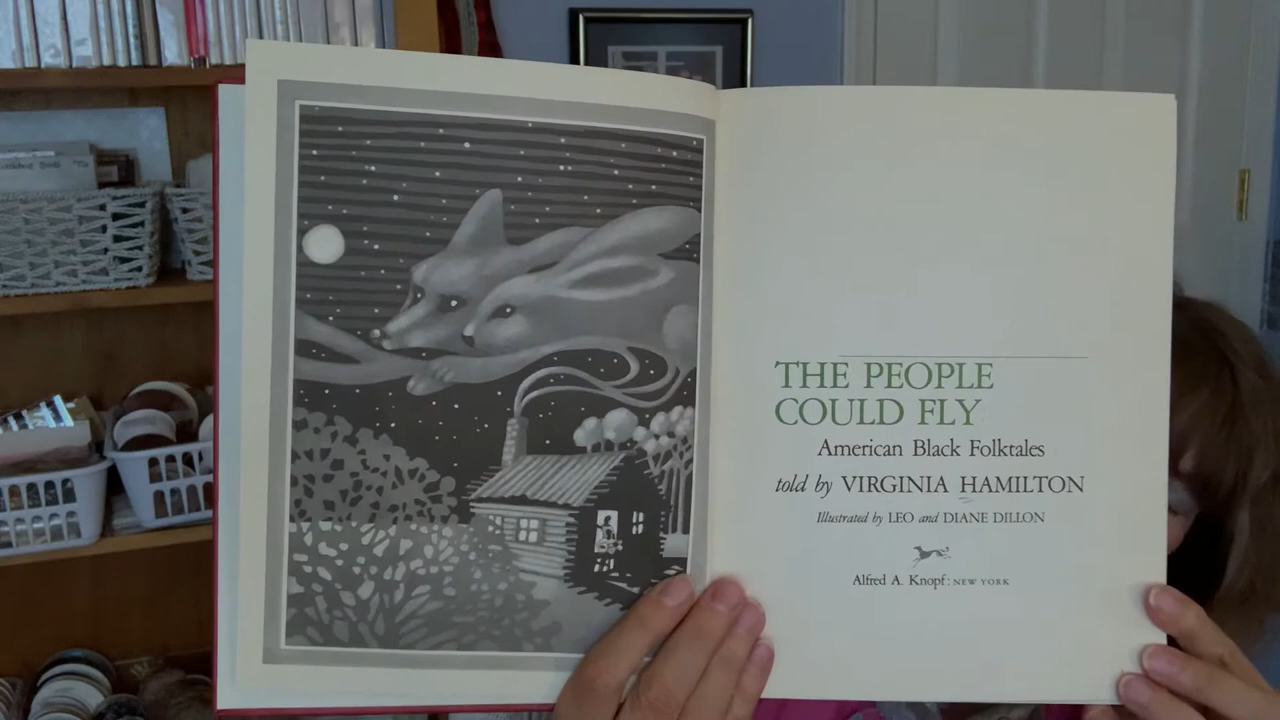 THE PEOPLE
COULD FLY
American Black Folktales
told by VIRGINIA HAMILTON
Illustrated by LEO and DIANE DILLON
Alfred A. Knopf: NEW YORK